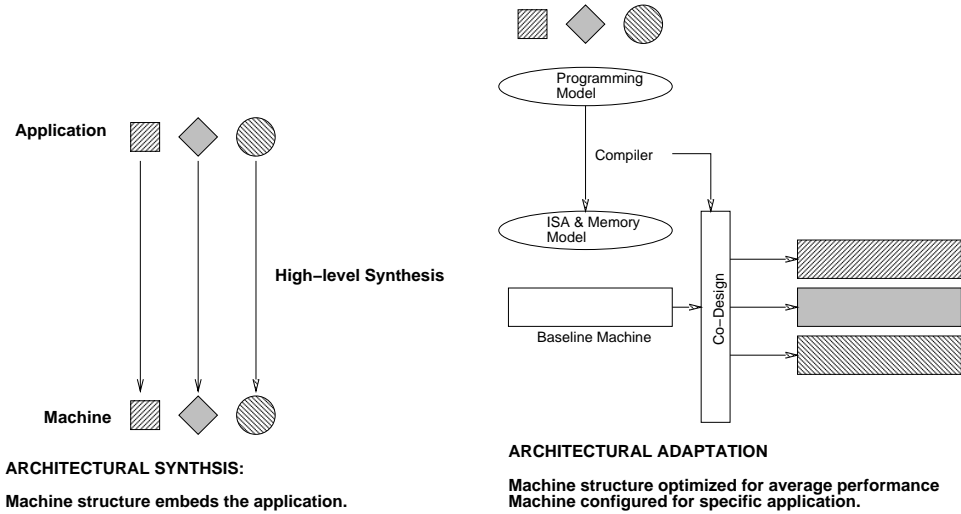 Application
High–level Synthesis
Machine
ARCHITECTURAL SYNTHSIS:
Machine structure embeds the application.
Programming
Model
Compiler
ISA & Memory
Model
Baseline Machine
Co–Design
ARCHITECTURAL ADAPTATION
Machine structure optimized for average performance
Machine configured for specific application.